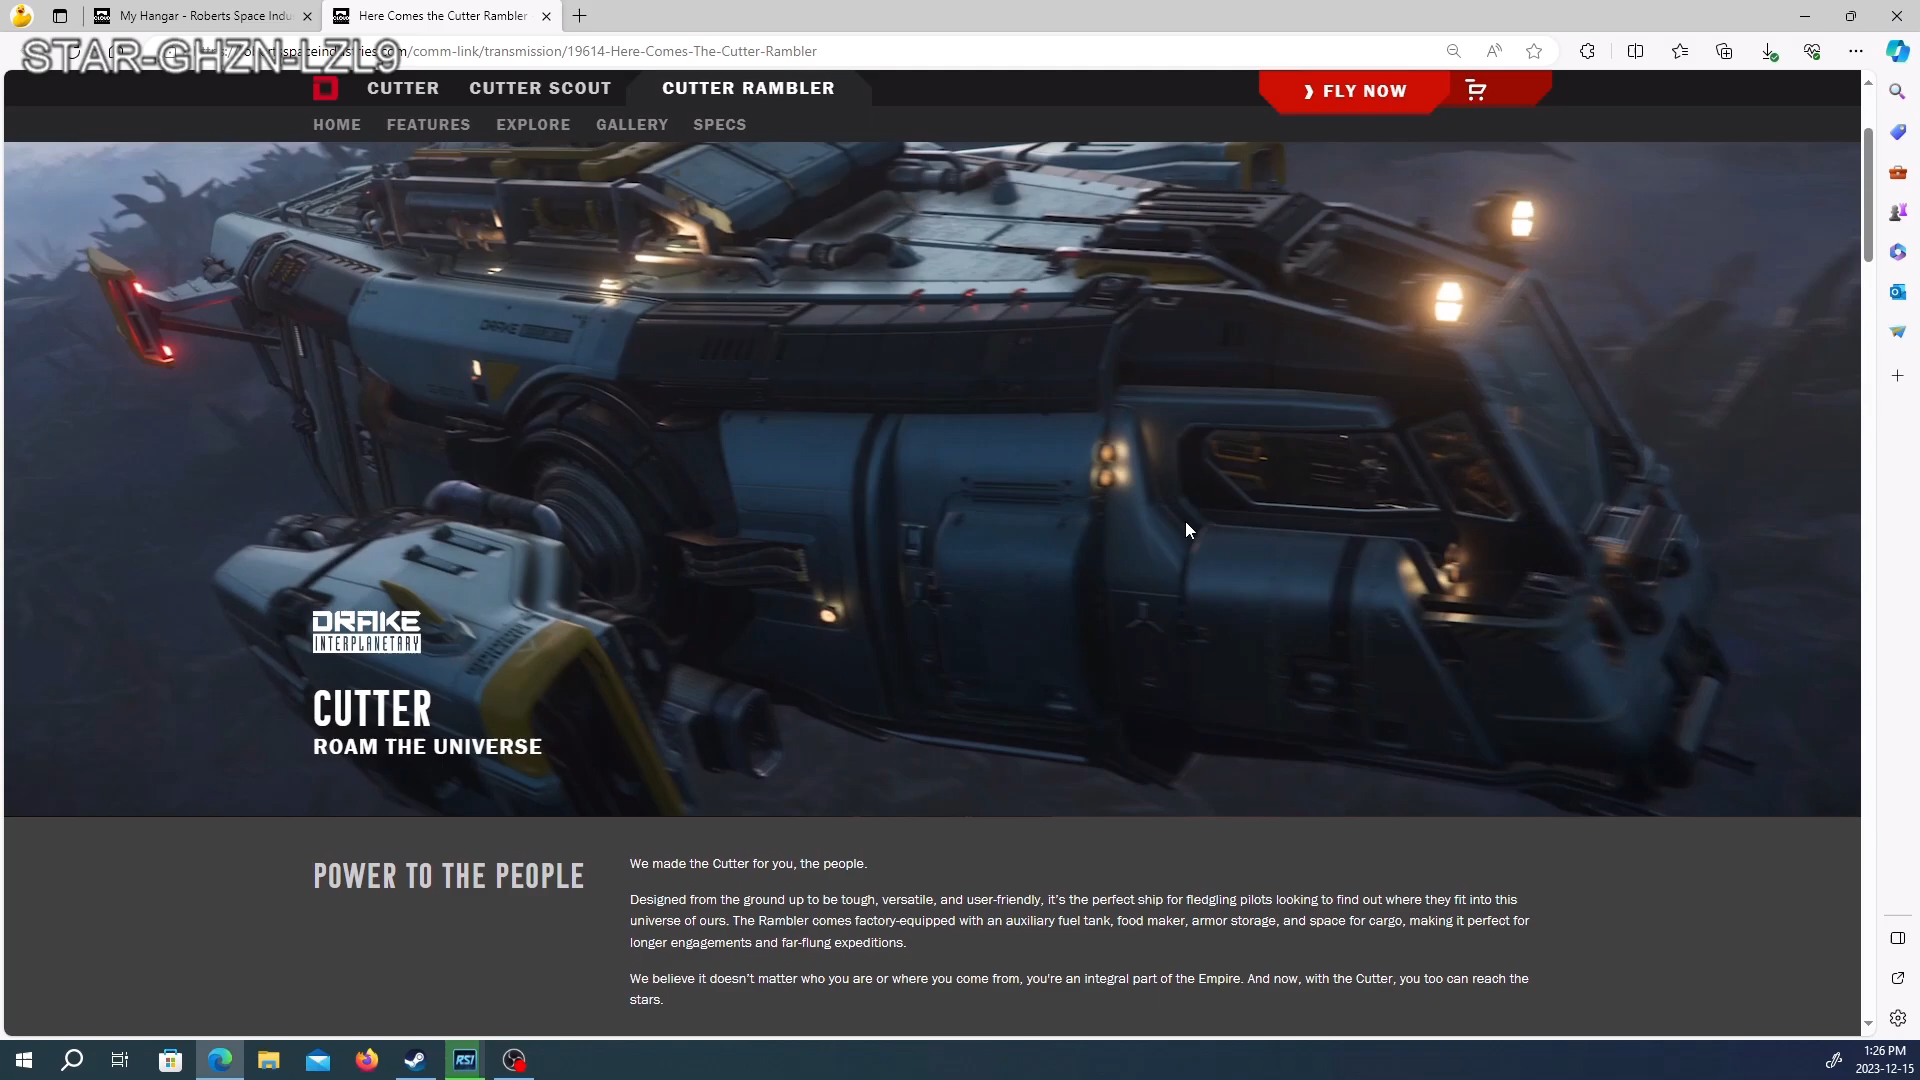 My Hangar - Roberts Space Indu
Here Comes the Cutter Rambler
STAR-GHZN-LZL9
/comm-link/transmission/19614-Here-Comes-The-Cutter-Rambler
CUTTER
CUTTER SCOUT
CUTTER RAMBLER
FLY NOW
HOME
FEATURES
EXPLORE
GALLERY
SPECS
DRAKE
DRAKE
INTERPLANETARY
CUTTER
ROAM THE UNIVERSE
POWER TO THE PEOPLE
We made the Cutter for you, the people.
Designed from the ground up to be tough, versatile, and user-friendly, it's the perfect ship for fledgling pilots looking to find out where they fit into this
universe of ours. The Rambler comes factory-equipped with an auxiliary fuel tank, food maker, armor storage, and space for cargo, making it perfect for
longer engagements and far-flung expeditions.
We believe it doesn't matter who you are or where you come from, you're an integral part of the Empire. And now, with the Cutter, you too can reach the
stars.
RSI
1:26 PM
2023-12-15